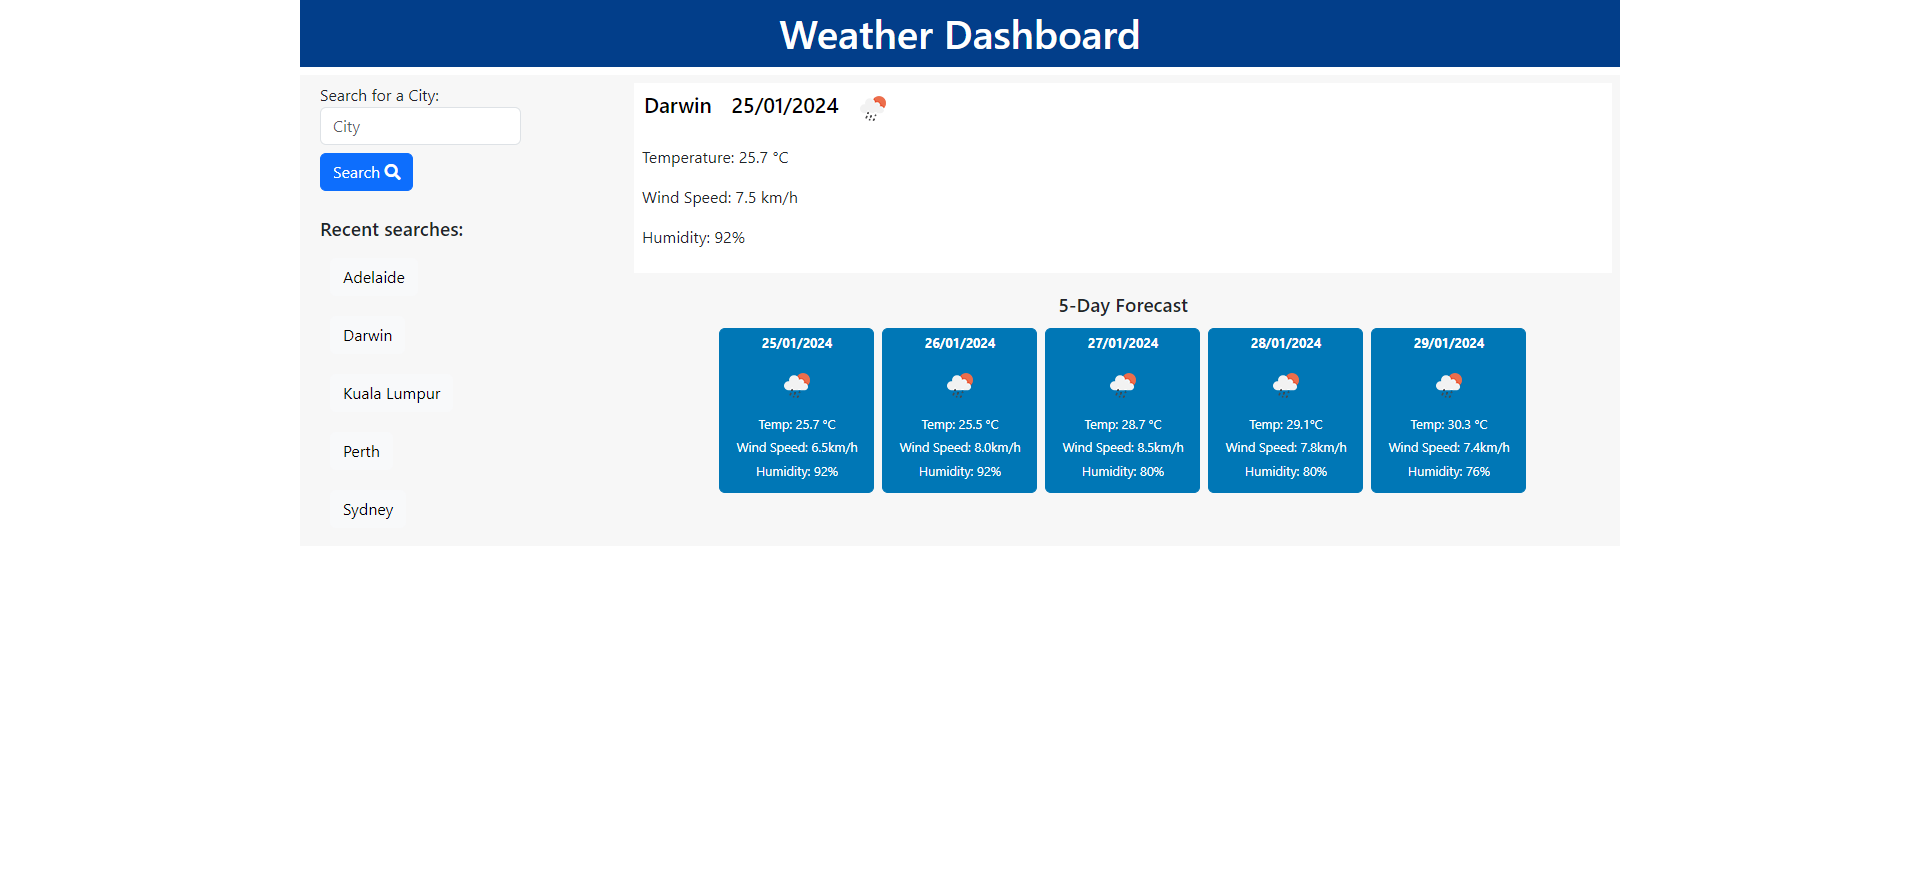 Weather Dashboard
Search for a City:
City
Search
Recent searches:
Adelaide
Darwin
Kuala Lumpur
Perth
Sydney
Darwin 25/01/2024
Temperature: 25.7 °C
Wind Speed: 7.5 km/h
Humidity: 92%
5-Day Forecast
25/01/2024
Temp: 25.7 °C
Wind Speed: 6.5km/h
Humidity: 92%
26/01/2024
Temp: 25.5 °C
Wind Speed: 8.0km/h
Humidity: 92%
27/01/2024
Temp: 28.7 °C
Wind Speed: 8.5km/h
Humidity: 80%
28/01/2024
Temp: 29.1°C
Wind Speed: 7.8km/h
Humidity: 80%
29/01/2024
Temp: 30.3 °C
Wind Speed: 7.4km/h
Humidity: 76%